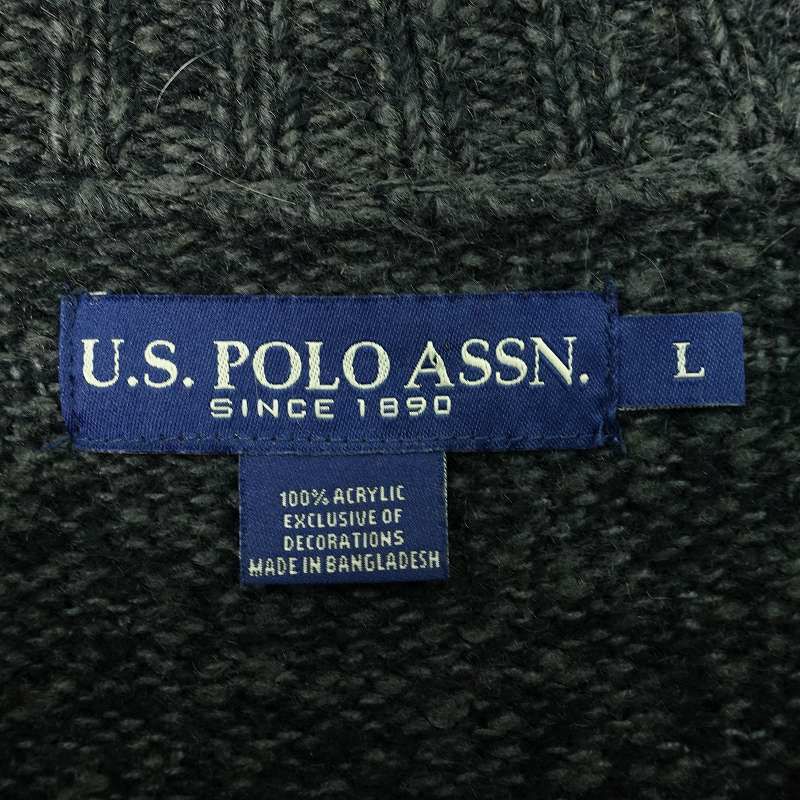 U.S. POLO ASSN.
SINCE 1890
L
100% ACRYLIC
EXCLUSIVE OF
DECORATIONS
MADE IN BANGLADESH